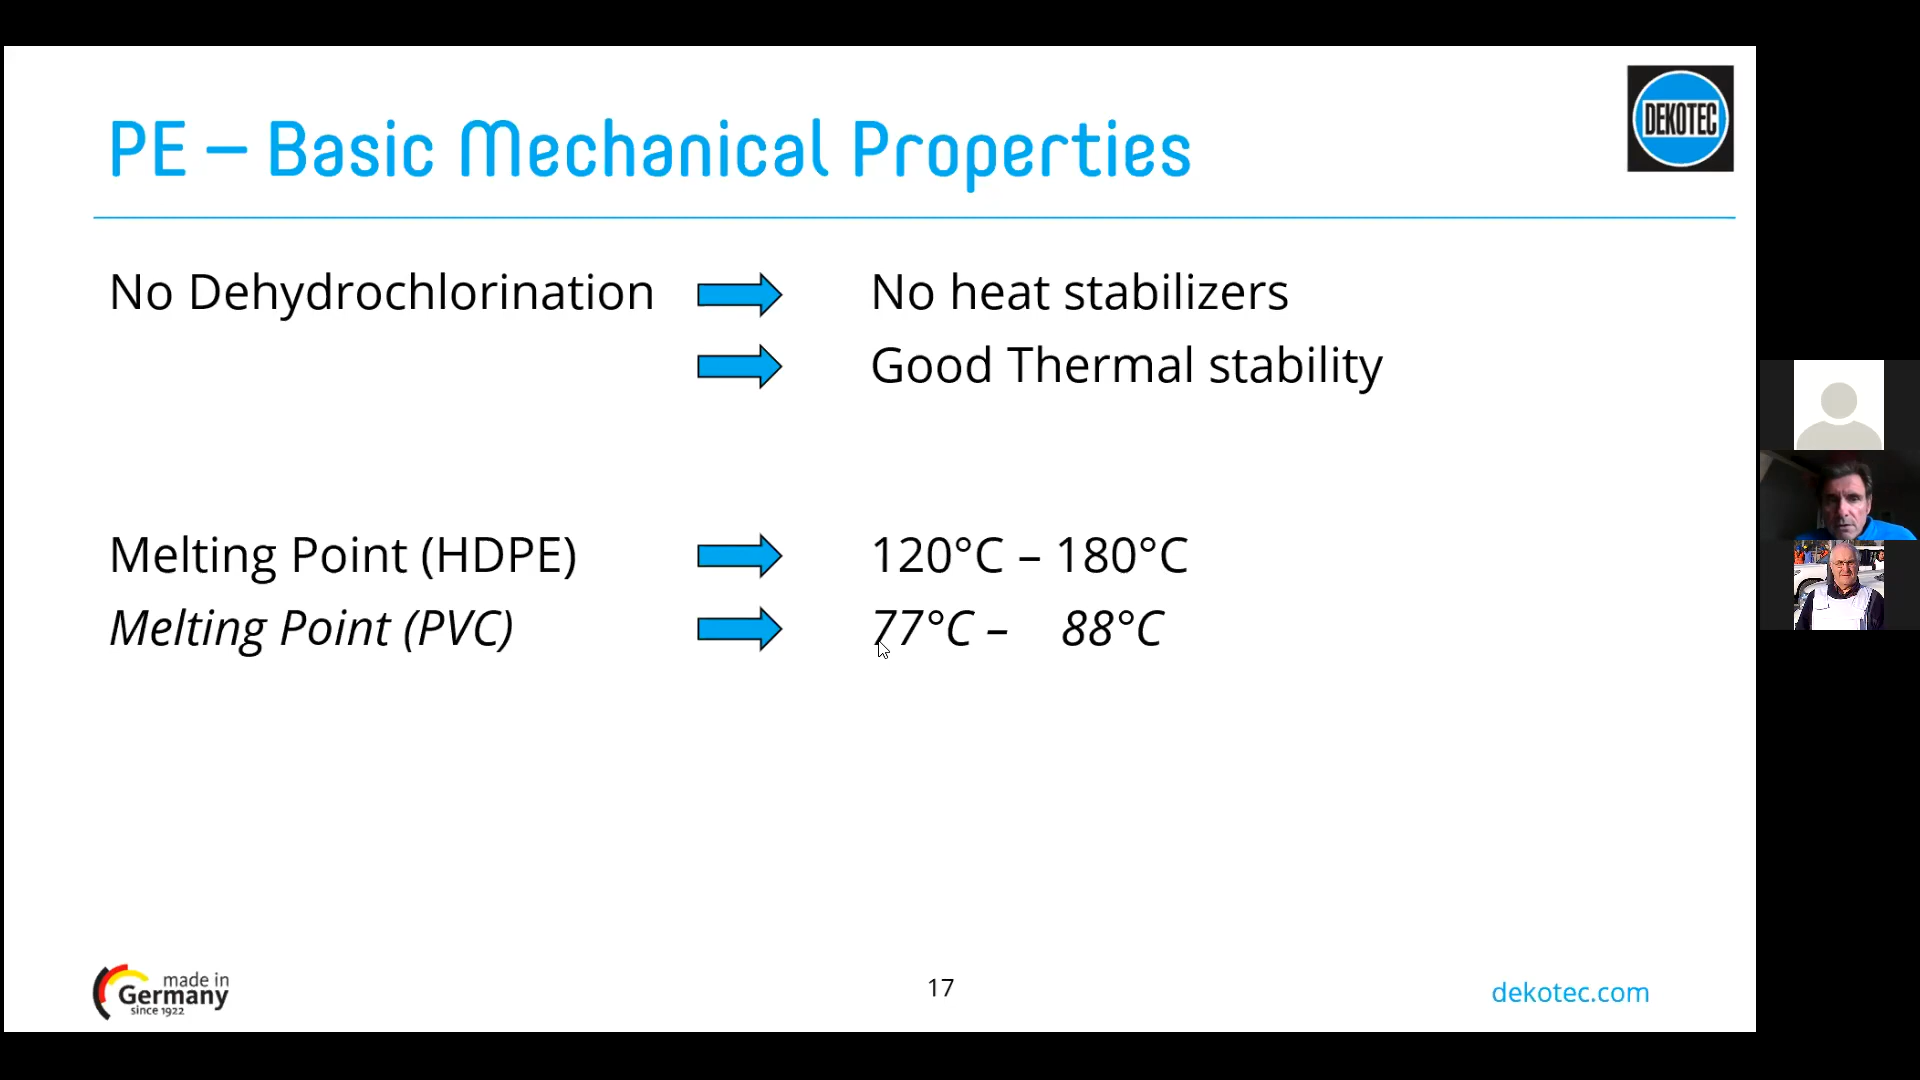 PE – Basic Mechanical Properties
DEKOTEC
No Dehydrochlorination No heat stabilizers
Good Thermal stability
Melting Point (HDPE) 120°C – 180°C
Melting Point (PVC) 77°C – 88°C
made in
Germany
since 1922
17
dekotec.com